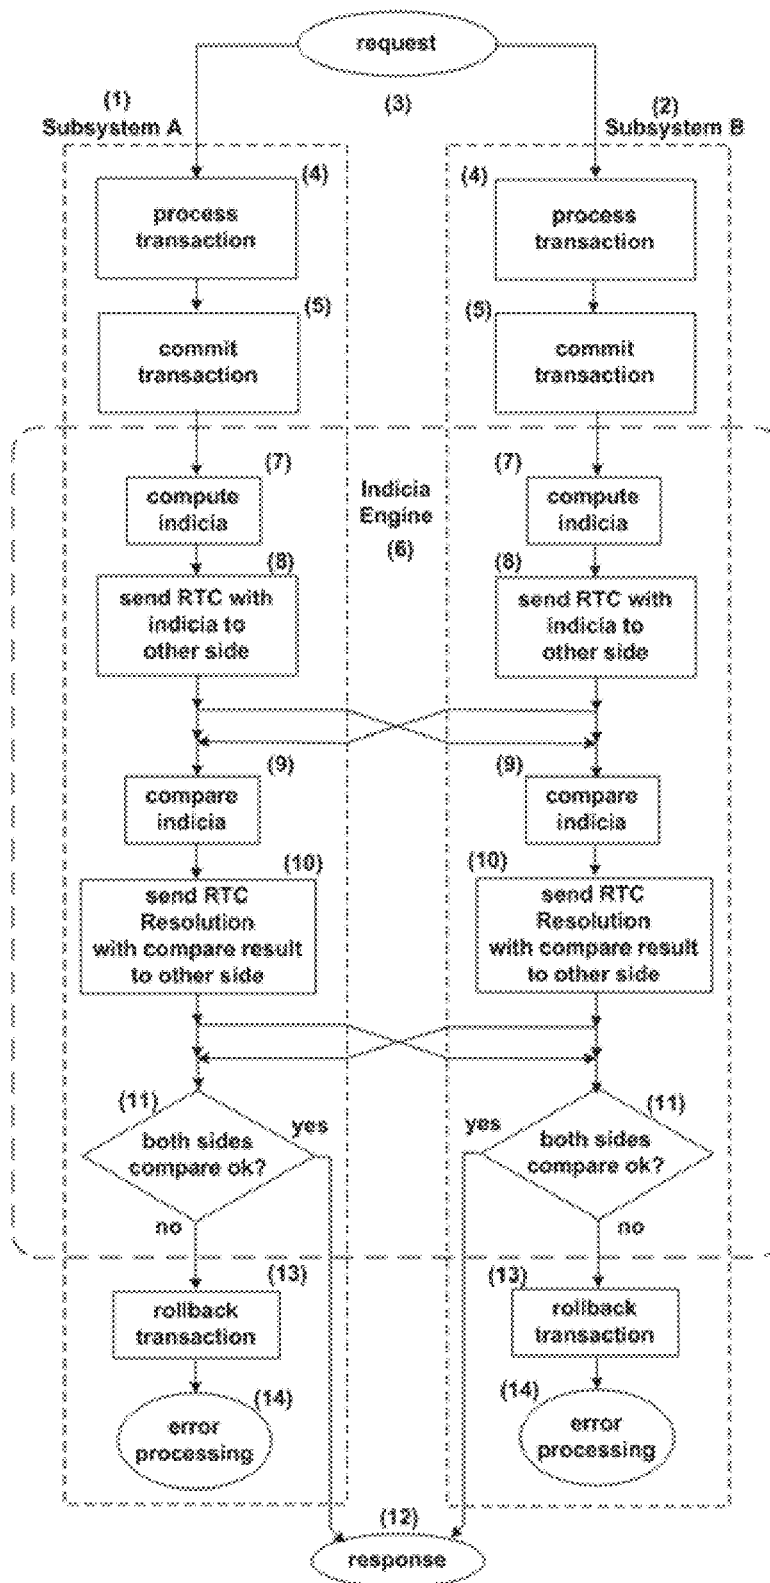 request
(3)
(1)
Subsystem A
(2)
Subsystem B
(4)
process
transaction
(4)
process
transaction
(5)
commit
transaction
(5)
commit
transaction
Indicia
Engine
(6)
(7)
compute
indicia
(7)
compute
indicia
(8)
send RTC with
indicia to
other side
(8)
send RTC with
indicia to
other side
(9)
compare
indicia
(9)
compare
indicia
(10)
send RTC
Resolution
with compare result
to other side
(10)
send RTC
Resolution
with compare result
to other side
(11)
both sides
compare ok?
yes
no
(11)
both sides
compare ok?
yes
no
(13)
rollback
transaction
(13)
rollback
transaction
(14)
error
processing
(14)
error
processing
(12)
response